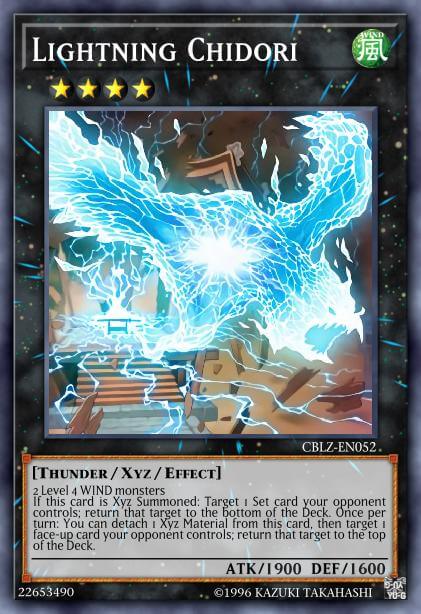 LIGHTNING CHIDORI
WIND
風
CBLZ-EN052
[THUNDER / XYZ / EFFECT]
2 Level 4 WIND monsters
If this card is Xyz Summoned: Target 1 Set card your opponent
controls; return that target to the bottom of the Deck. Once per
turn: You can detach 1 Xyz Material from this card, then target 1
face-up card your opponent controls; return that target to the top
of the Deck.
ATK/1900 DEF/1600
22653490
©1996 KAZUKI TAKAHASHI